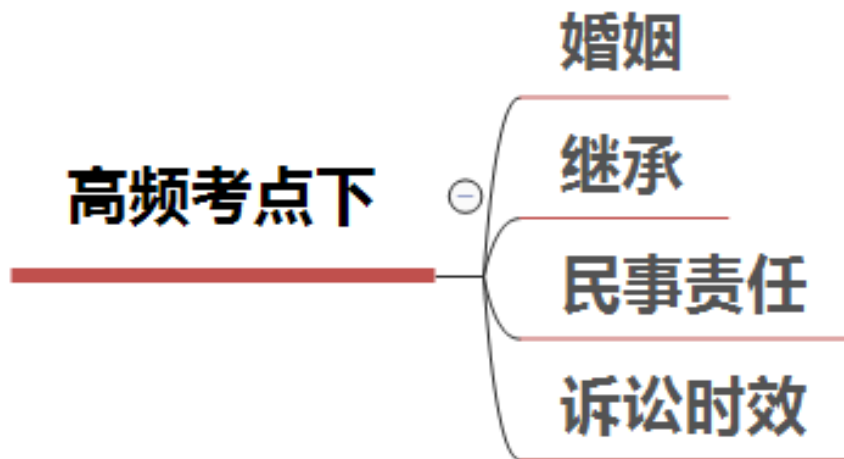 高频考点下
婚姻
继承
民事责任
诉讼时效